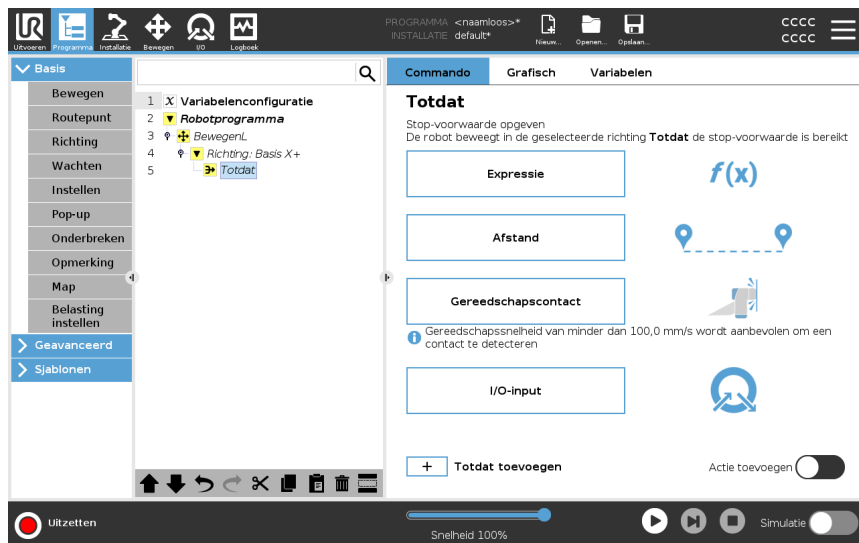 UR
Uitvoeren
Programma
Installatie
Bewegen
I/O
Logboek
PROGRAMMA <naamloos>*
INSTALLATIE default*
Nieuw...
Openen...
Opslaan...
CCCC
CCCC
Basis
Bewegen
Routepunt
Richting
Wachten
Instellen
Pop-up
Onderbreken
Opmerking
Map
Belasting
instellen
Geavanceerd
Sjablonen
1 X Variabelenconfiguratie
2 Robotprogramma
3 BewegenL
4 Richting: Basis X+
5 Totdat
Commando
Grafisch
Variabelen
Totdat
Stop-voorwaarde opgeven
De robot beweegt in de geselecteerde richting Totdat de stop-voorwaarde is bereikt
Expressie
f(x)
Afstand
Gereedschapscontact
Gereedschapssnelheid van minder dan 100,0 mm/s wordt aanbevolen om een
contact te detecteren
I/O-input
+ Totdat toevoegen
Actie toevoegen
Uitzetten
Snelheid 100%
Simulatie